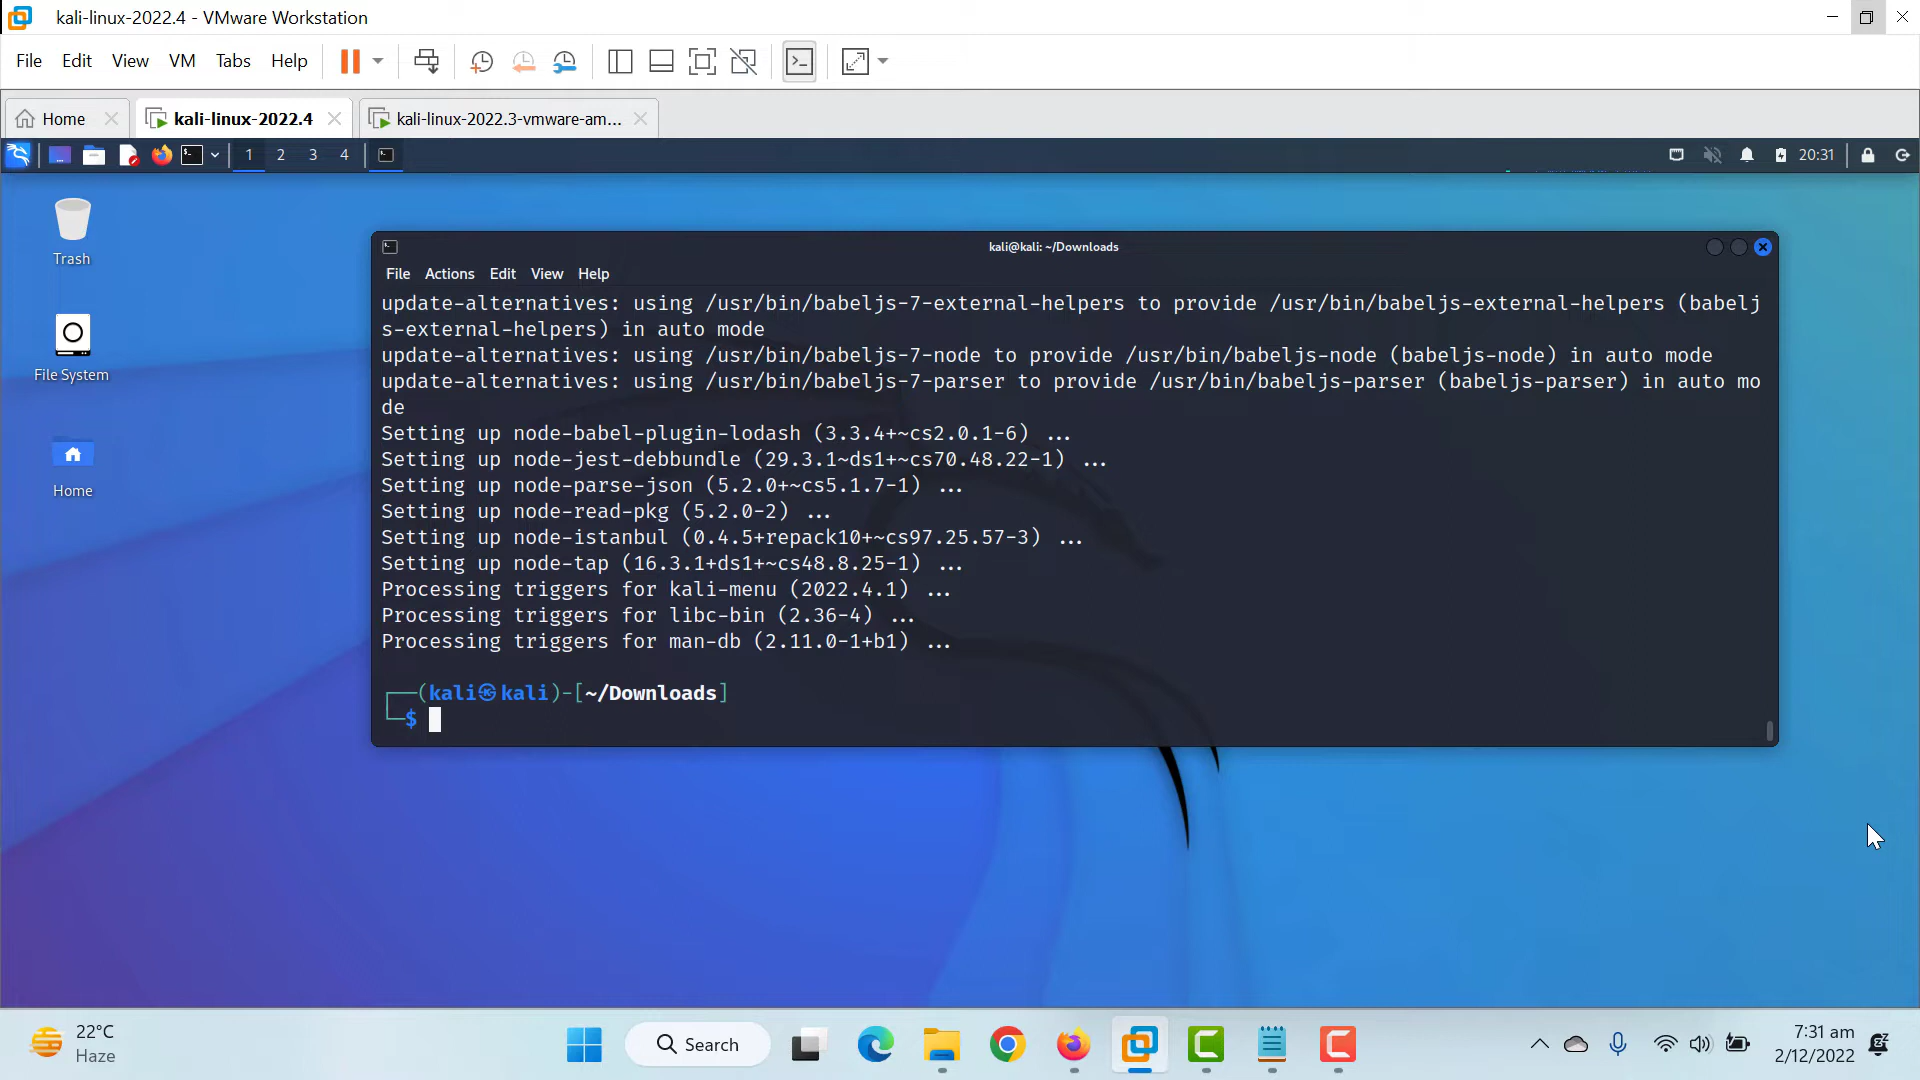 kali-linux-2022.4 - VMware Workstation
File Edit View VM Tabs Help
Home kali-linux-2022.4 kali-linux-2022.3-vmware-am...
1 2 3 4 20:31
Trash
File System
Home
kali@kali: ~/Downloads
File Actions Edit View Help
update-alternatives: using /usr/bin/babeljs-7-external-helpers to provide /usr/bin/babeljs-external-helpers (babelj
s-external-helpers) in auto mode
update-alternatives: using /usr/bin/babeljs-7-node to provide /usr/bin/babeljs-node (babeljs-node) in auto mode
update-alternatives: using /usr/bin/babeljs-7-parser to provide /usr/bin/babeljs-parser (babeljs-parser) in auto mo
de
Setting up node-babel-plugin-lodash (3.3.4+~cs2.0.1-6) ...
Setting up node-jest-debbundle (29.3.1~ds1+~cs70.48.22-1) ...
Setting up node-parse-json (5.2.0+~cs5.1.7-1) ...
Setting up node-read-pkg (5.2.0-2) ...
Setting up node-istanbul (0.4.5+repack10+~cs97.25.57-3) ...
Setting up node-tap (16.3.1+ds1+~cs48.8.25-1) ...
Processing triggers for kali-menu (2022.4.1) ...
Processing triggers for libc-bin (2.36-4) ...
Processing triggers for man-db (2.11.0-1+b1) ...
┌──(kali㉿kali)-[~/Downloads]
└─$
22°C
Haze
Search
7:31 am
2/12/2022